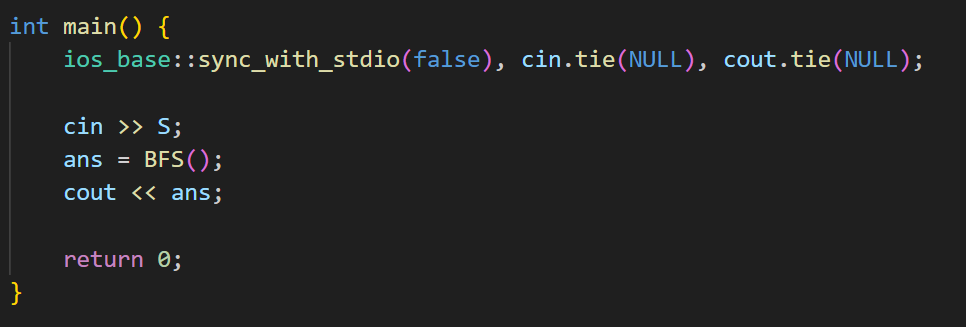 int main() {
    ios_base::sync_with_stdio(false), cin.tie(NULL), cout.tie(NULL);
    cin >> S;
    ans = BFS();
    cout << ans;
    return 0;
}